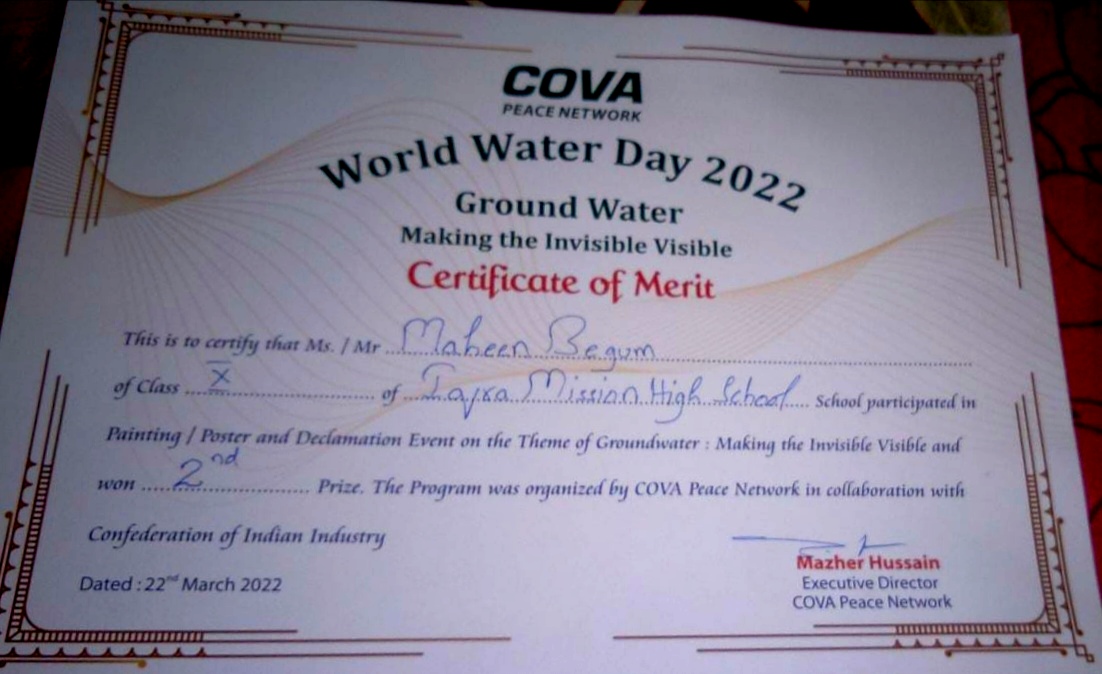 COVA
PEACE NETWORK
World Water Day 2022
Ground Water
Making the Invisible Visible
Certificate of Merit
This is to certify that Ms. / Mr Maheen Begum
of Class X of Iqra Mission High School School participated in
Painting / Poster and Declamation Event on the Theme of Groundwater : Making the Invisible Visible and
won 2nd Prize. The Program was organized by COVA Peace Network in collaboration with
Confederation of Indian Industry
Dated : 22nd March 2022
Mazher Hussain
Executive Director
COVA Peace Network